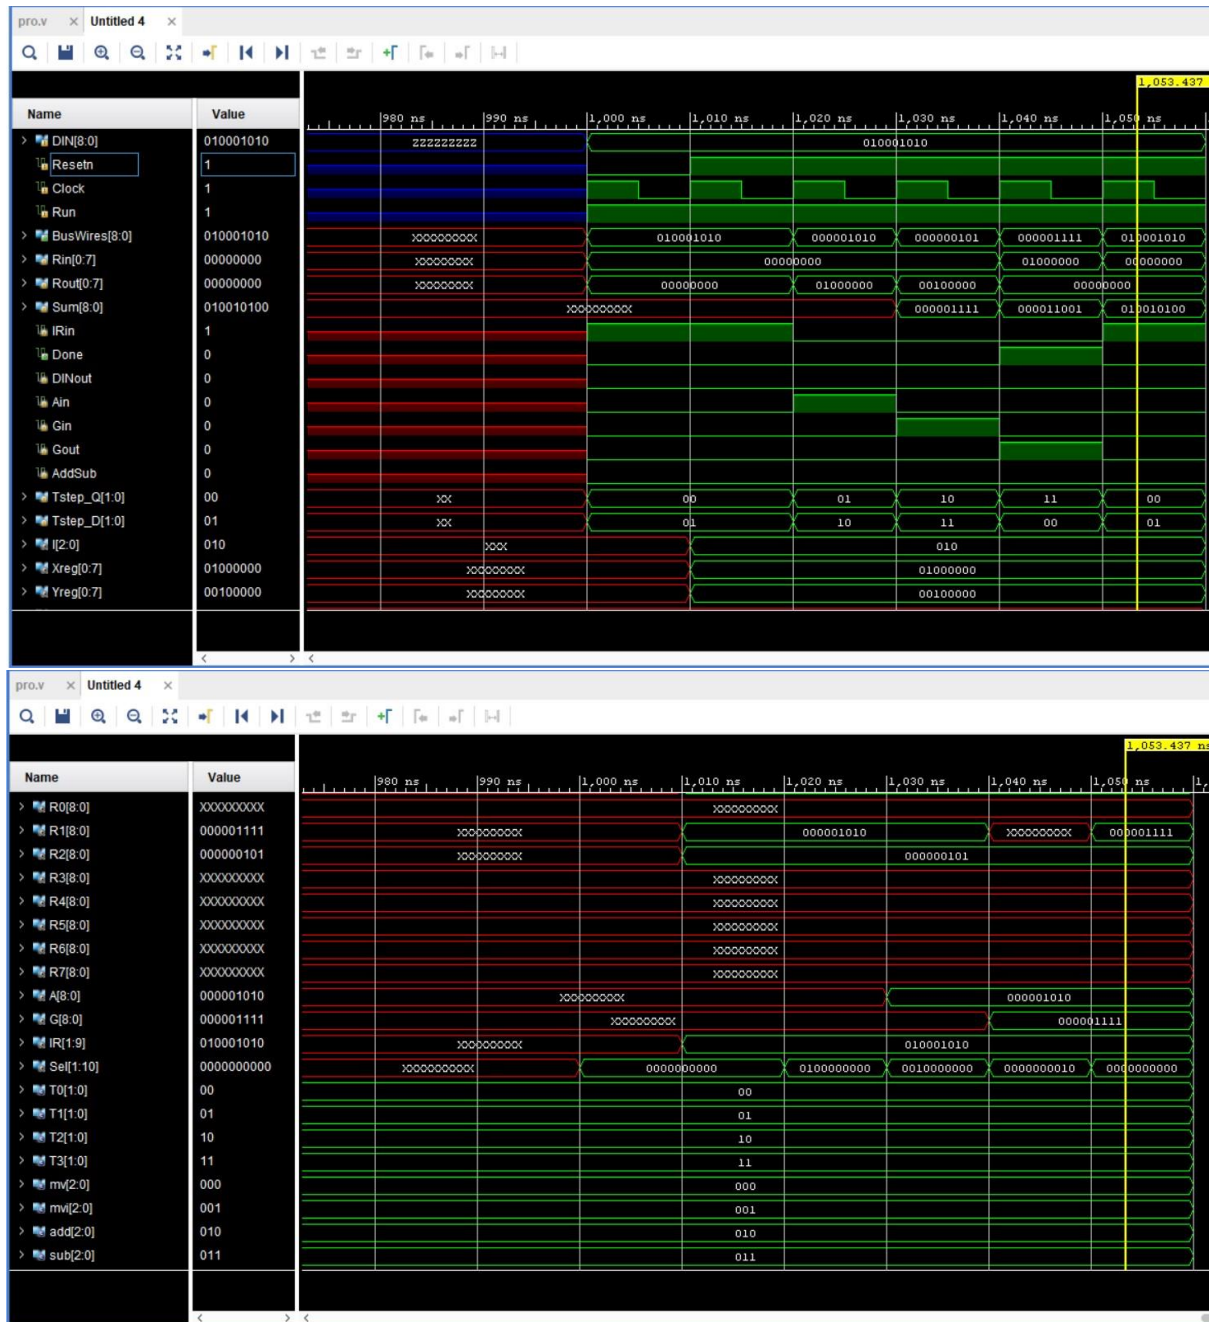 pro.v × Untitled 4 ×
1,053.437
Name Value
980 ns 990 ns 1,000 ns 1,010 ns 1,020 ns 1,030 ns 1,040 ns 1,050 ns
DIN[8:0] 010001010 ZZZZZZZZZ 010001010
Resetn 1
Clock 1
Run 1
BusWires[8:0] 010001010 XXXXXXXXX 010001010 000001010 000000101 000001111 010001010
Rin[0:7] 00000000 XXXXXXXX 00000000 01000000 00000000
Rout[0:7] 00000000 XXXXXXXX 00000000 01000000 00100000 00000000
Sum[8:0] 010010100 XXXXXXXXX 000001111 000011001 010010100
IRin 1
Done 0
DINout 0
Ain 0
Gin 0
Gout 0
AddSub 0
Tstep_Q[1:0] 00 XX 00 01 10 11 00
Tstep_D[1:0] 01 XX 01 10 11 00 01
I[2:0] 010 XXX 010
Xreg[0:7] 01000000 XXXXXXXX 01000000
Yreg[0:7] 00100000 XXXXXXXX 00100000
pro.v × Untitled 4 ×
1,053.437 ns
Name Value
980 ns 990 ns 1,000 ns 1,010 ns 1,020 ns 1,030 ns 1,040 ns 1,050 ns
R0[8:0] XXXXXXXXX XXXXXXXXX
R1[8:0] 000001111 XXXXXXXXX 000001010 XXXXXXXXX 000001111
R2[8:0] 000000101 XXXXXXXXX 000000101
R3[8:0] XXXXXXXXX XXXXXXXXX
R4[8:0] XXXXXXXXX XXXXXXXXX
R5[8:0] XXXXXXXXX XXXXXXXXX
R6[8:0] XXXXXXXXX XXXXXXXXX
R7[8:0] XXXXXXXXX XXXXXXXXX
A[8:0] 000001010 XXXXXXXXX 000001010
G[8:0] 000001111 XXXXXXXXX 000001111
IR[1:9] 010001010 XXXXXXXXX 010001010
Sel[1:10] 0000000000 XXXXXXXXXX 0000000000 0100000000 0010000000 0000000010 0000000000
T0[1:0] 00 00
T1[1:0] 01 01
T2[1:0] 10 10
T3[1:0] 11 11
mv[2:0] 000 000
mvi[2:0] 001 001
add[2:0] 010 010
sub[2:0] 011 011